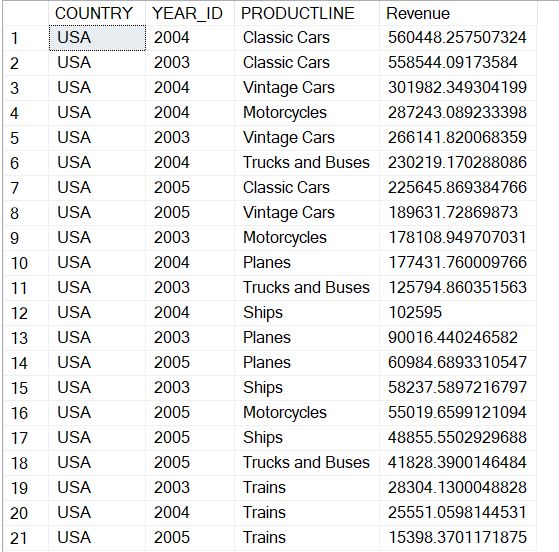 COUNTRY YEAR_ID PRODUCTLINE Revenue
1 USA 2004 Classic Cars 560448.257507324
2 USA 2003 Classic Cars 558544.09173584
3 USA 2004 Vintage Cars 301982.349304199
4 USA 2004 Motorcycles 287243.089233398
5 USA 2003 Vintage Cars 266141.820068359
6 USA 2004 Trucks and Buses 230219.170288086
7 USA 2005 Classic Cars 225645.869384766
8 USA 2005 Vintage Cars 189631.72869873
9 USA 2003 Motorcycles 178108.949707031
10 USA 2004 Planes 177431.760009766
11 USA 2003 Trucks and Buses 125794.860351563
12 USA 2004 Ships 102595
13 USA 2003 Planes 90016.440246582
14 USA 2005 Planes 60984.6893310547
15 USA 2003 Ships 58237.5897216797
16 USA 2005 Motorcycles 55019.6599121094
17 USA 2005 Ships 48855.5502929688
18 USA 2005 Trucks and Buses 41828.3900146484
19 USA 2003 Trains 28304.1300048828
20 USA 2004 Trains 25551.0598144531
21 USA 2005 Trains 15398.3701171875